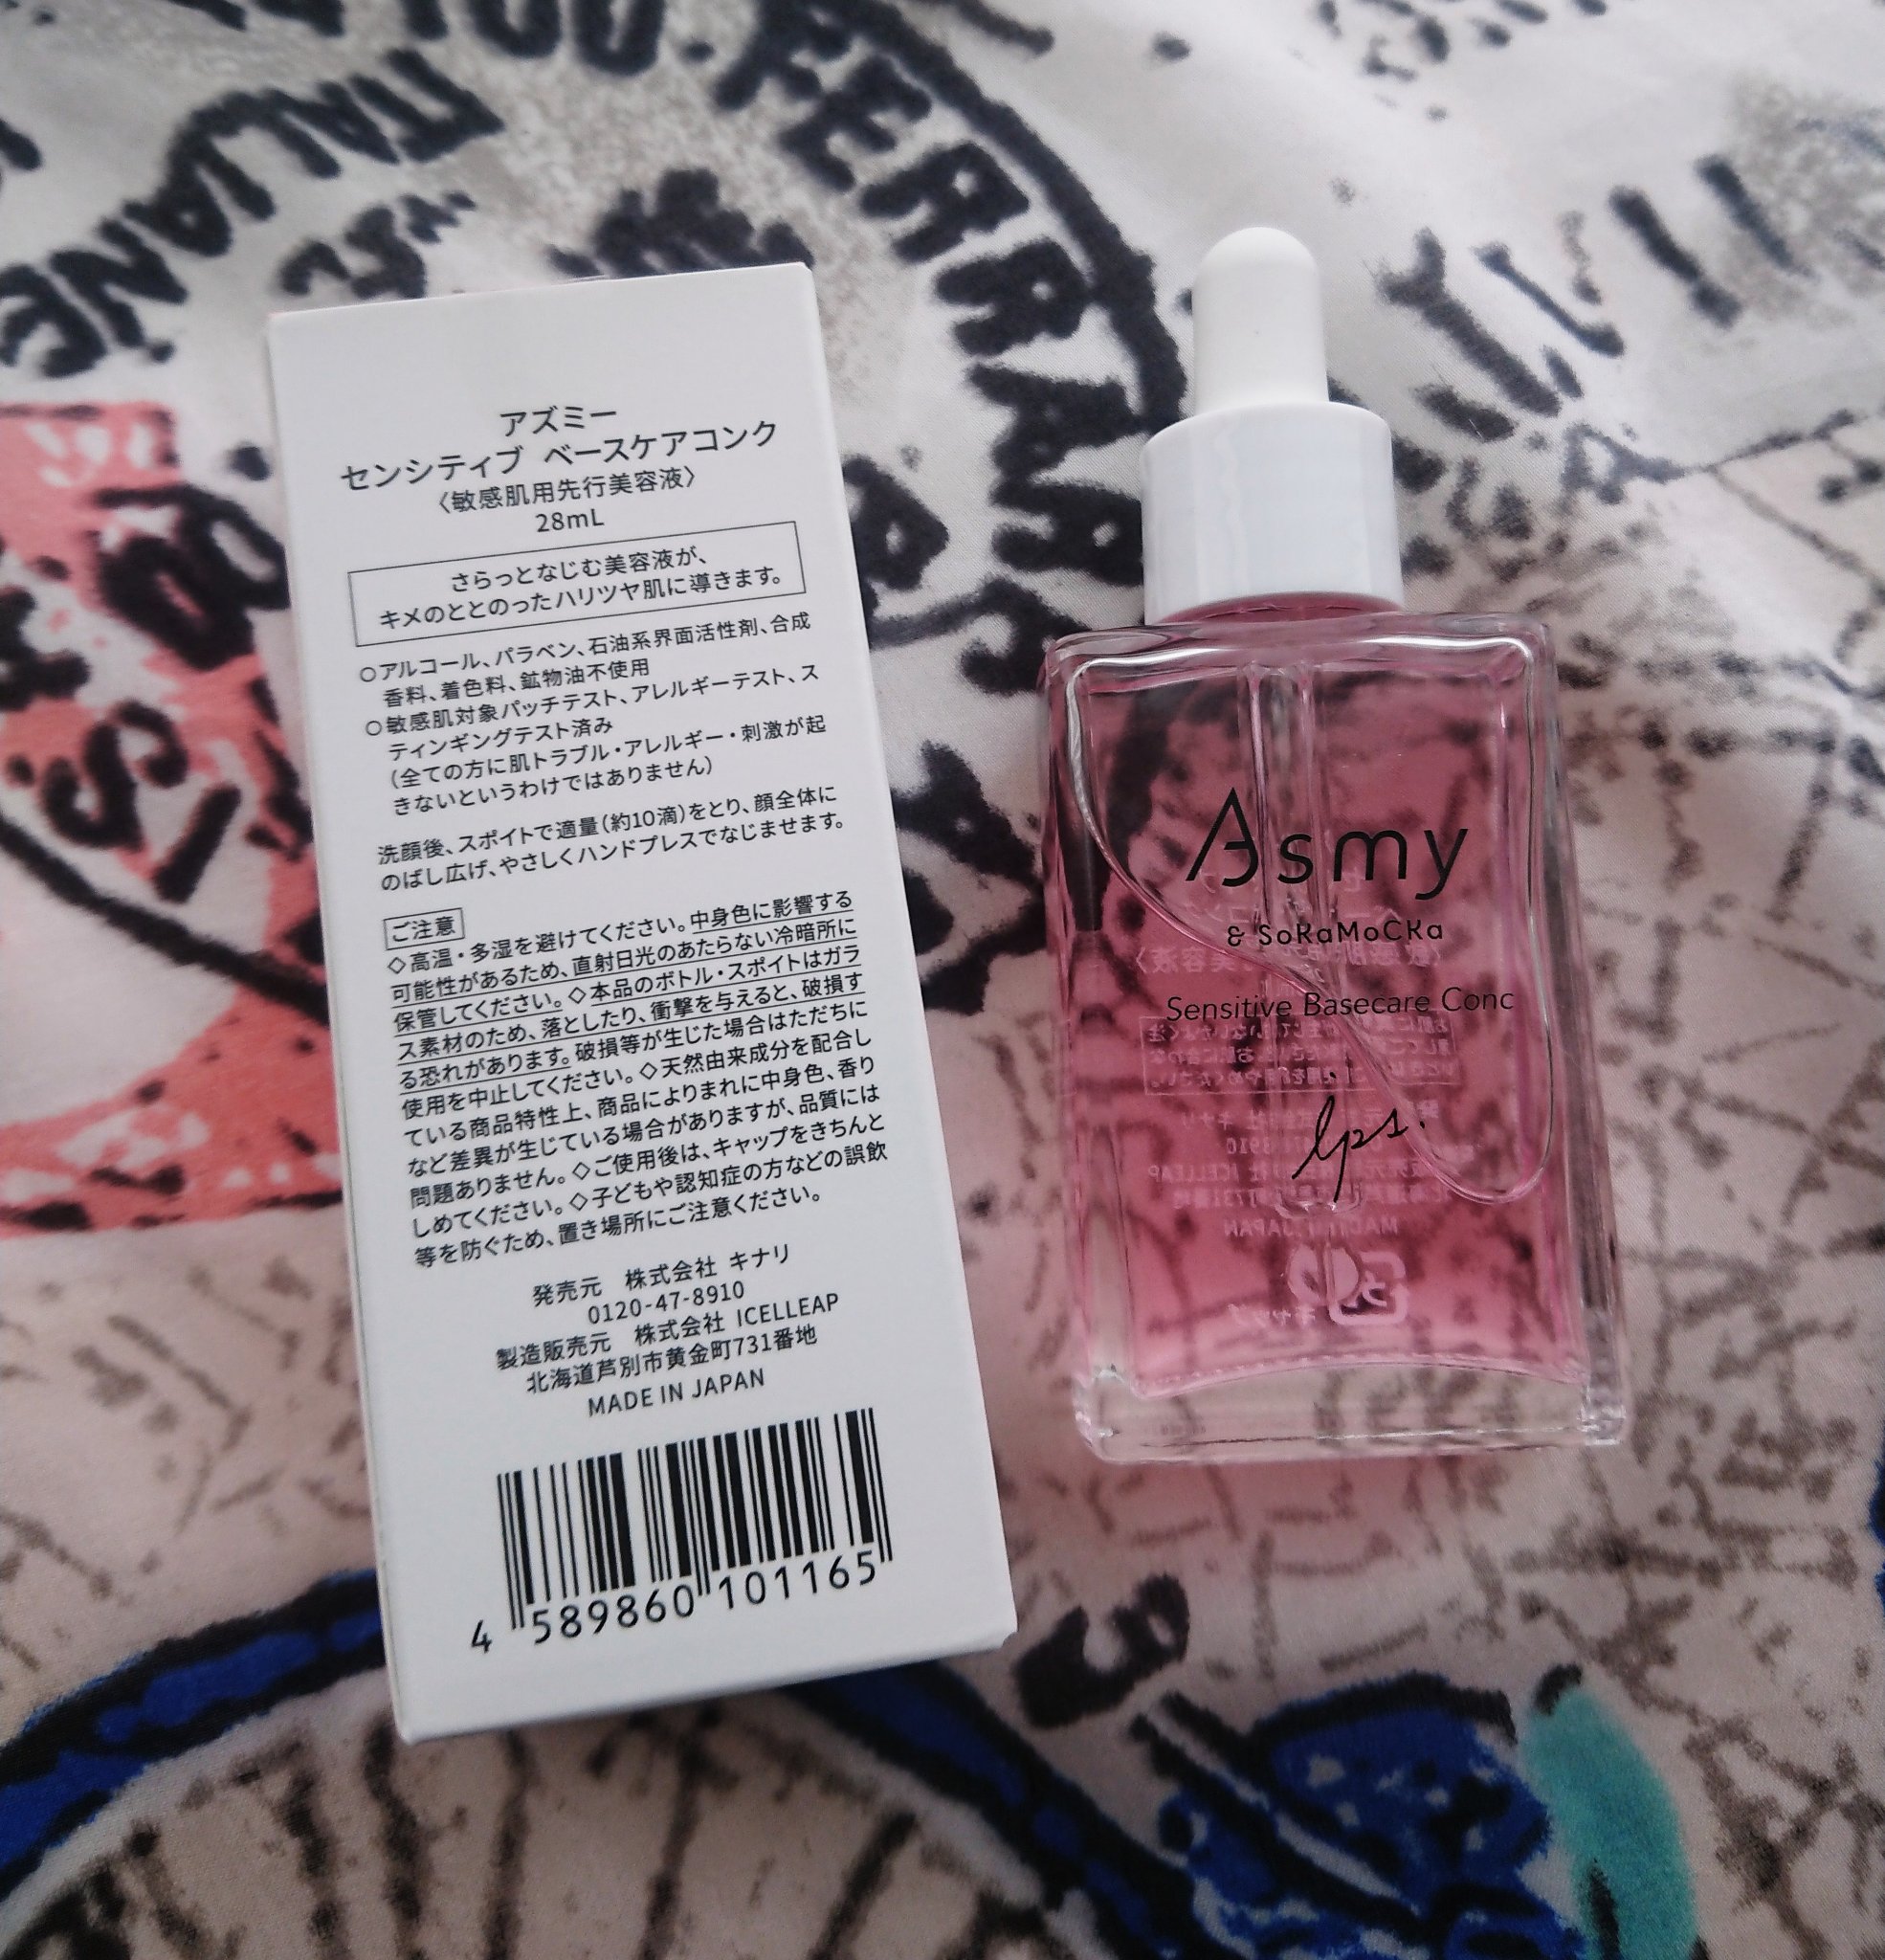 アズミー
センシティブ ベースケアコンク
〈敏感肌用先行美容液〉
28mL
さらっとなじむ美容液が、
キメのととのったハリツヤ肌に導きます。
○アルコール、パラベン、石油系界面活性剤、合成
香料、着色料、鉱物油不使用
○敏感肌対象パッチテスト、アレルギーテスト、ス
ティンギングテスト済み
(全ての方に肌トラブル・アレルギー・刺激が起
きないというわけではありません)
洗顔後、スポイトで適量(約10滴)をとり、顔全体に
のばし広げ、やさしくハンドプレスでなじませます。
ご注意
◇高温・多湿を避けてください。中身色に影響する
可能性があるため、直射日光のあたらない冷暗所に
保管してください。◇本品のボトル・スポイトはガラ
ス素材のため、落としたり、衝撃を与えると、破損す
る恐れがあります。破損等が生じた場合はただちに
使用を中止してください。◇天然由来成分を配合し
ている商品特性上、商品によりまれに中身色、香り
など差異が生じている場合がありますが、品質には
問題ありません。◇ご使用後は、キャップをきちんと
しめてください。◇子どもや認知症の方などの誤飲
等を防ぐため、置き場所にご注意ください。
発売元 株式会社 キナリ
0120-47-8910
製造販売元 株式会社 ICELLEAP
北海道芦別市黄金町731番地
MADE IN JAPAN
4 589860 101165
Asmy
& SoRaMoCKa
Sensitive Basecare Conc
lps.
キャップ
ITALIANE
FERRA